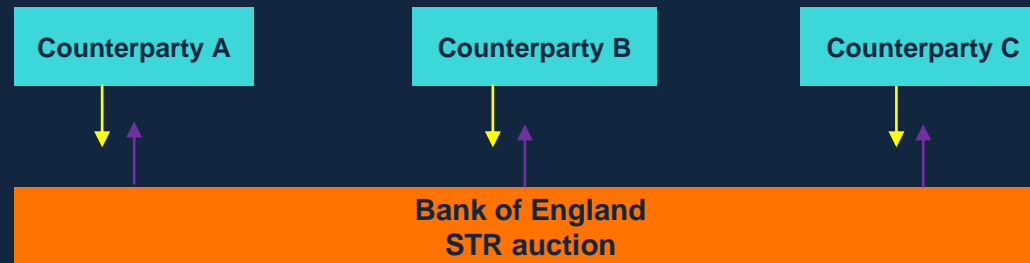 Counterparty A
Counterparty B
Counterparty C
Bank of England
STR auction